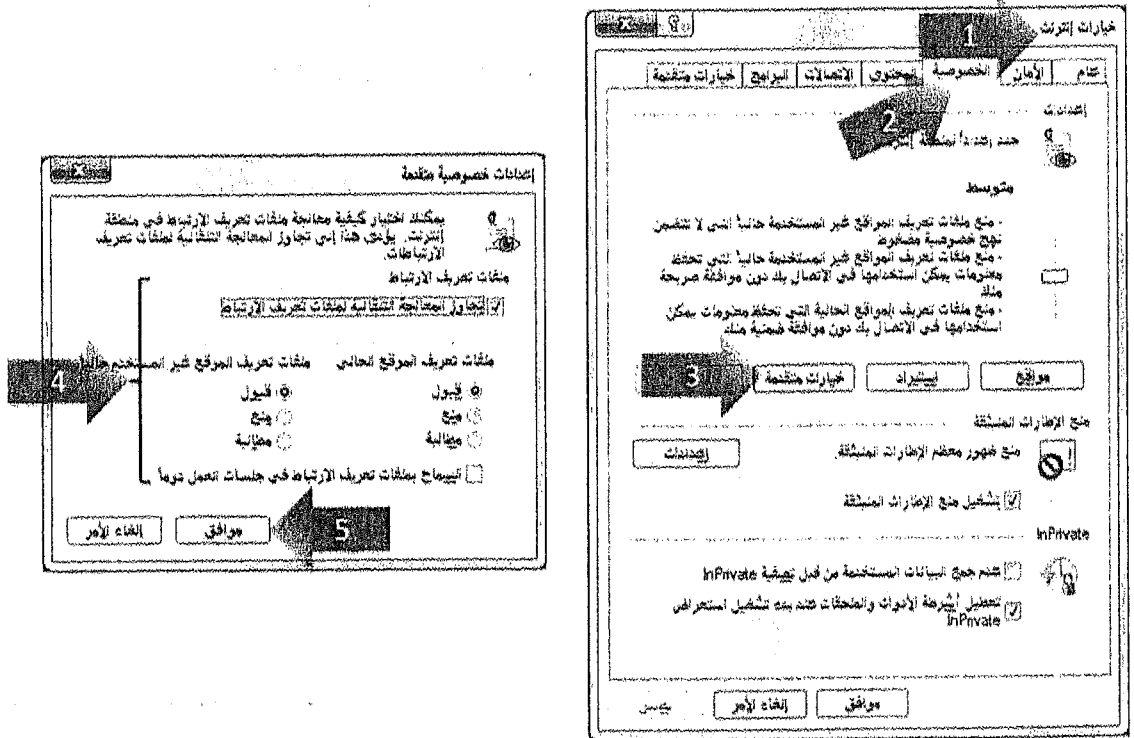 خيارات إنترنت
1
عام
الأمان
الخصوصية
المحتوى
الاتصالات
البرامج
خيارات متقدمة
2
إعدادات
حدد إعداداً لمنطقة
متوسط
- منع ملفات تعريف المواقع غير المستخدمة حالياً التي لا تتضمن
نهج خصوصية مضغوط
- منع ملفات تعريف المواقع غير المستخدمة حالياً التي تحفظ
معلومات يمكن استخدامها في الاتصال بك دون موافقة صريحة
منك
- منع ملفات تعريف المواقع الحالية التي تحفظ معلومات يمكن
استخدامها في الاتصال بك دون موافقة ضمنية منك
مواقع
استيراد
خيارات متقدمة
3
منع الإطارات المنبثقة
منع ظهور معظم الإطارات المنبثقة.
إعدادات
تشغيل منع الإطارات المنبثقة
InPrivate
عدم جمع البيانات المستخدمة من قبل تصفية InPrivate
تعطيل أشرطة الأدوات والملحقات عند بدء تشغيل استعراض
InPrivate
موافق
إلغاء الأمر
إعدادات خصوصية متقدمة
يمكنك اختيار كيفية معالجة ملفات تعريف الارتباط في منطقة
إنترنت. يؤدي هذا إلى تجاوز المعالجة التلقائية لملفات تعريف
الارتباطات.
ملفات تعريف الارتباط
تجاوز المعالجة التلقائية لملفات تعريف الارتباط
ملفات تعريف الموقع الحالي
ملفات تعريف الموقع غير المستخدم حالياً
4
قبول
قبول
منع
منع
مطالبة
مطالبة
السماح بملفات تعريف الارتباط في جلسات العمل دوماً
موافق
إلغاء الأمر
5